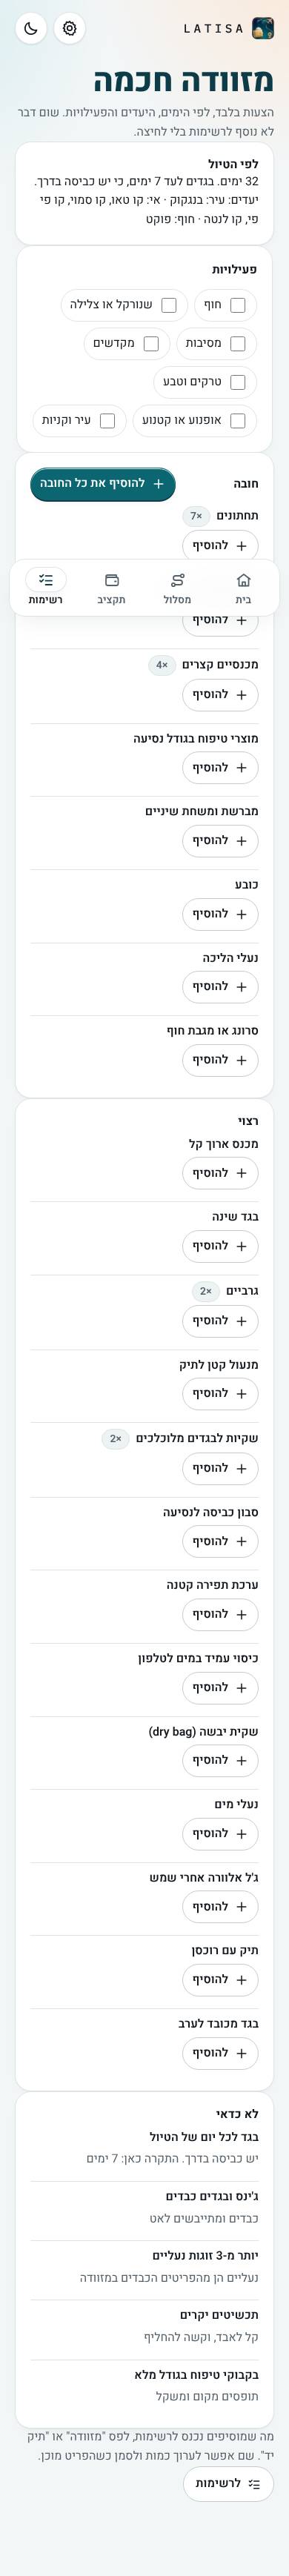 LATISA
מזוודה חכמה
הצעות בלבד, לפי הימים, היעדים והפעילויות. שום דבר
לא נוסף לרשימות בלי לחיצה.
לפי הטיול
32 ימים. בגדים לעד 7 ימים, כי יש כביסה בדרך.
יעדים: עיר: בנגקוק · אי: קו טאו, קו סמוי, קו פי
פי, קו לנטה · חוף: פוקט
פעילויות
חוף
שנורקל או צלילה
מסיבות
מקדשים
טרקים וטבע
אופנוע או קטנוע
עיר וקניות
חובה
להוסיף את כל החובה
תחתונים
×7
להוסיף
בית
מסלול
תקציב
רשימות
להוסיף
מכנסיים קצרים
×4
להוסיף
מוצרי טיפוח בגודל נסיעה
להוסיף
מברשת ומשחת שיניים
להוסיף
כובע
להוסיף
נעלי הליכה
להוסיף
סרונג או מגבת חוף
להוסיף
רצוי
מכנס ארוך קל
להוסיף
בגד שינה
להוסיף
גרביים
×2
להוסיף
מנעול קטן לתיק
להוסיף
שקיות לבגדים מלוכלכים
×2
להוסיף
סבון כביסה לנסיעה
להוסיף
ערכת תפירה קטנה
להוסיף
כיסוי עמיד במים לטלפון
להוסיף
שקית יבשה (dry bag)
להוסיף
נעלי מים
להוסיף
ג'ל אלוורה אחרי שמש
להוסיף
תיק עם רוכסן
להוסיף
בגד מכובד לערב
להוסיף
לא כדאי
בגד לכל יום של הטיול
יש כביסה בדרך. התקרה כאן: 7 ימים
ג'ינס ובגדים כבדים
כבדים ומתייבשים לאט
יותר מ-3 זוגות נעליים
נעליים הן מהפריטים הכבדים במזוודה
תכשיטים יקרים
קל לאבד, וקשה להחליף
בקבוקי טיפוח בגודל מלא
תופסים מקום ומשקל
מה שמוסיפים נכנס לרשימות, לפס "מזוודה" או "תיק
יד". שם אפשר לערוך כמות ולסמן כשהפריט מוכן.
לרשימות